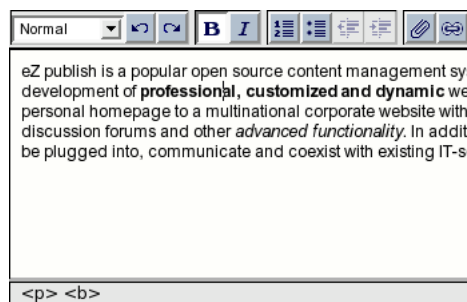 Normal B I
eZ publish is a popular open source content management sy
development of professional, customized and dynamic we
personal homepage to a multinational corporate website with
discussion forums and other advanced functionality. In addit
be plugged into, communicate and coexist with existing IT-s
<p> <b>